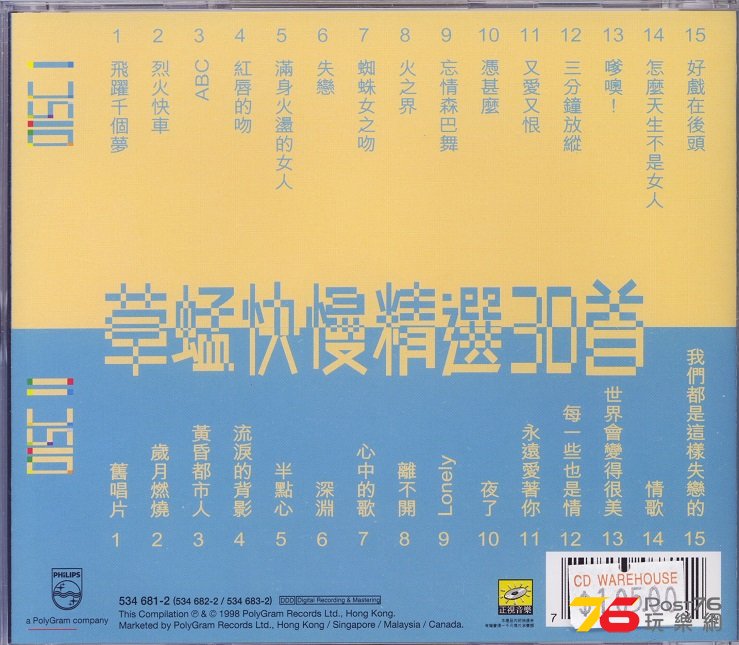 DISC I
1 飛躍千個夢
2 烈火快車
3 ABC
4 紅唇的吻
5 滿身火燙的女人
6 失戀
7 蜘蛛女之吻
8 火之界
9 忘情森巴舞
10 憑甚麼
11 又愛又恨
12 三分鐘放縱
13 嗲噢！
14 怎麼天生不是女人
15 好戲在後頭
草蜢快慢精選30首
DISC II
舊唱片 1
歲月燃燒 2
黃昏都市人 3
流淚的背影 4
半點心 5
深淵 6
心中的歌 7
離不開 8
Lonely 9
夜了 10
永遠愛著你 11
每一些也是情 12
世界會變得很美 13
情歌 14
我們都是這樣失戀的 15
PHILIPS
a PolyGram company
534 681-2 (534 682-2 / 534 683-2) DDD Digital Recording & Mastering
This Compilation ℗ & © 1998 PolyGram Records Ltd., Hong Kong.
Marketed by PolyGram Records Ltd., Hong Kong / Singapore / Malaysia / Canada.
正視音樂
CD WAREHOUSE
7
Post76
玩樂網